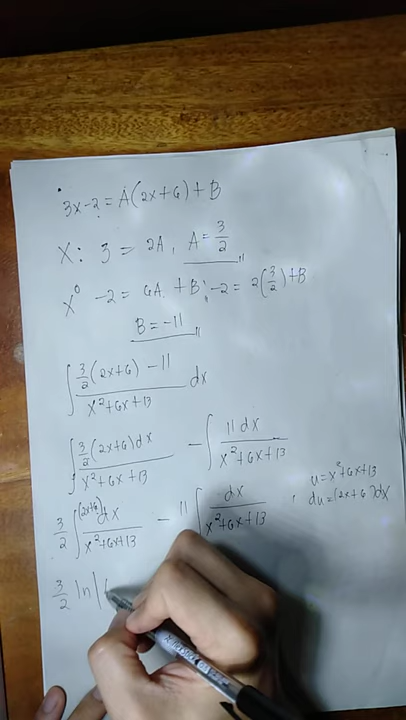 3x-2 = A(2x+6) + B
X: 3 = 2A, A = 3/2
x⁰ -2 = 6A + B ; -2 = 2(3/2) + B
B = -11
∫ (3/2 (2x+6) - 11)/(x²+6x+13) dx
∫ (3/2 (2x+6) dx)/(x²+6x+13) - ∫ (11 dx)/(x²+6x+13)
u = x²+6x+13
du = (2x+6)dx
3/2 ∫ ((2x+6) dx)/(x²+6x+13) - 11 ∫ dx/(x²+6x+13)
3/2 ln|(